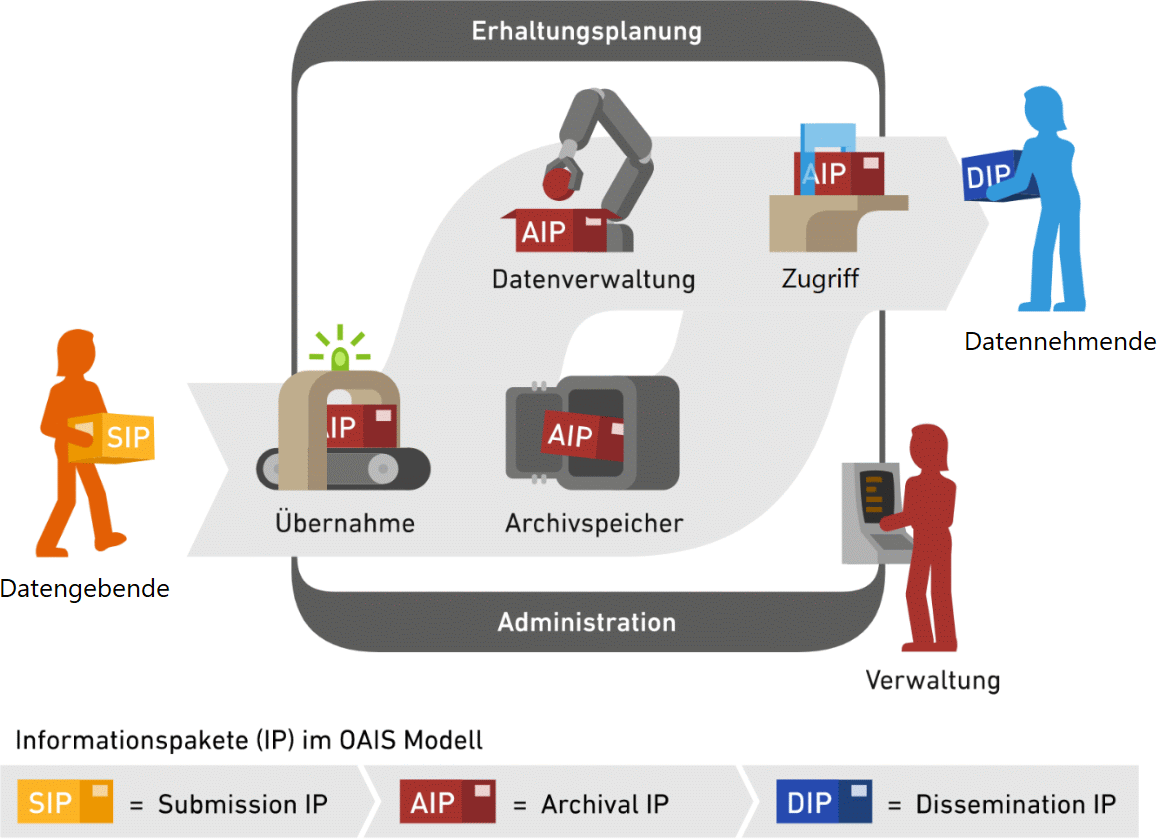 Erhaltungsplanung
AIP
Datenverwaltung
AIP
Zugriff
DIP
Datennehmende
SIP
Datengebende
AIP
Übernahme
AIP
Archivspeicher
Administration
Verwaltung
Informationspakete (IP) im OAIS Modell
SIP = Submission IP
AIP = Archival IP
DIP = Dissemination IP